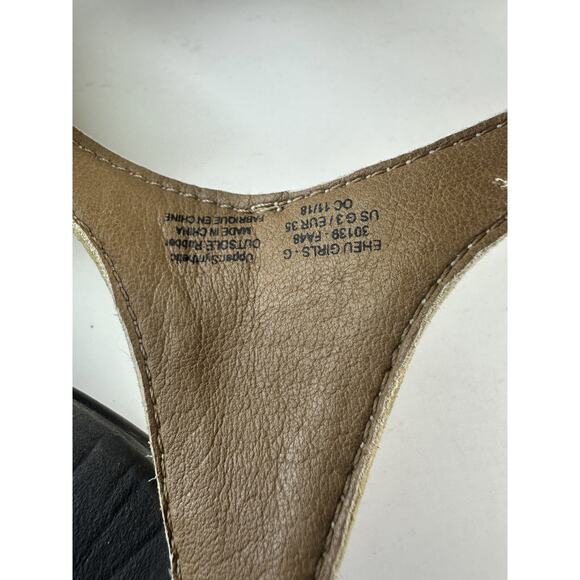 EHEU GIRLS - G
30139 - FA48
US G 3 / EUR 35
OC 11/18
Upper:Synthetic
OUTSOLE:Rubber
MADE IN CHINA
FABRIQUE EN CHINE